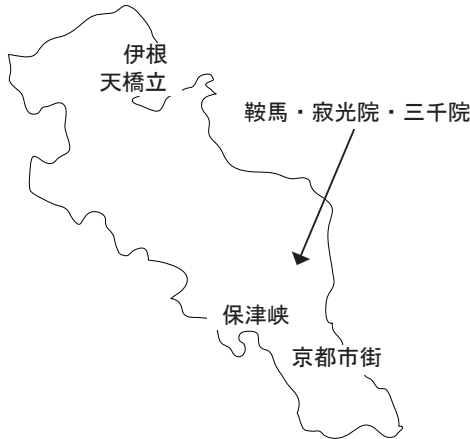 伊根
天橋立
鞍馬・寂光院・三千院
保津峡
京都市街